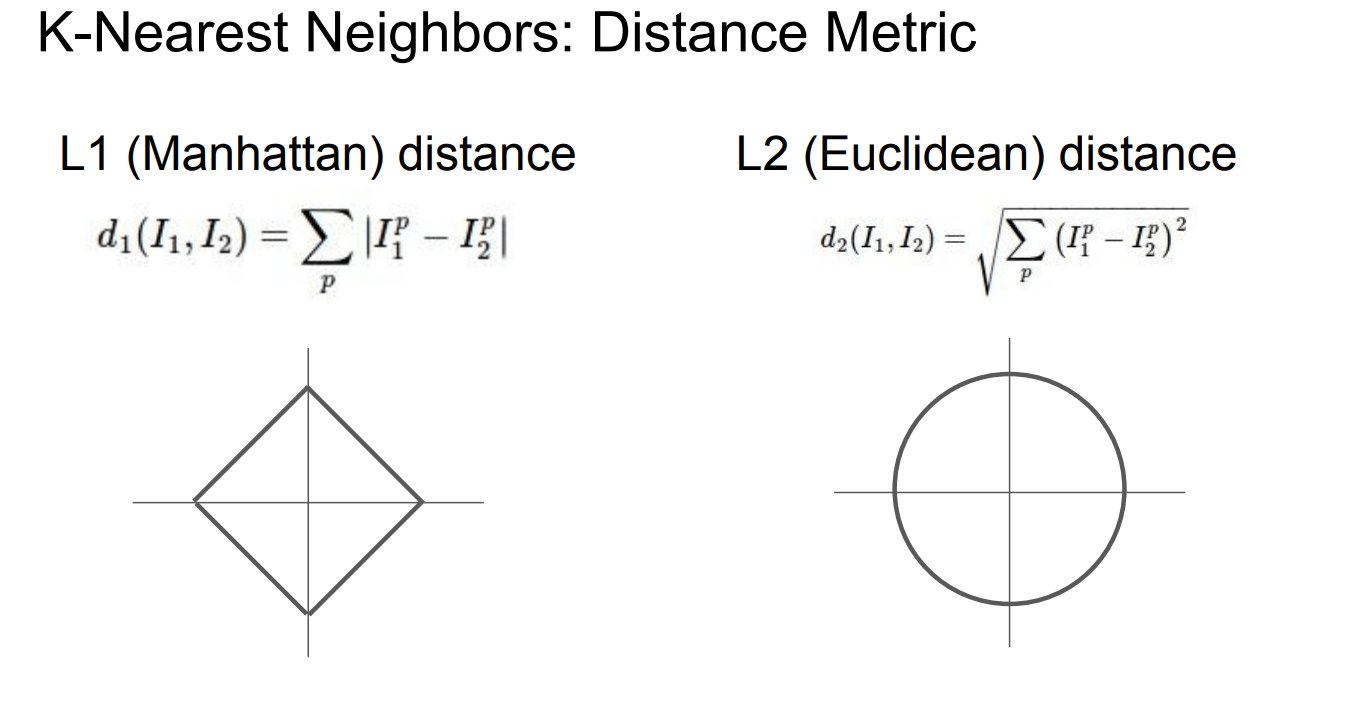 K-Nearest Neighbors: Distance Metric
L1 (Manhattan) distance
d₁(I₁, I₂) = ∑ₚ |I₁ᵖ − I₂ᵖ|
L2 (Euclidean) distance
d₂(I₁, I₂) = √(∑ₚ (I₁ᵖ − I₂ᵖ)²)